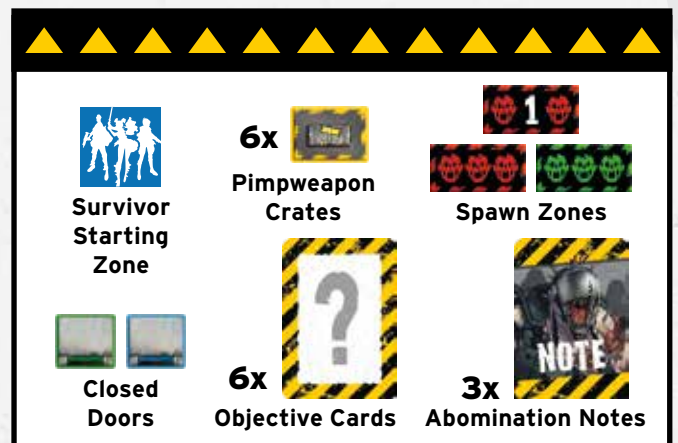 1
6x
Pimpweapon
Crates
Survivor
Starting
Zone
Spawn Zones
?
NOTE
6x
3x
Closed
Doors
Objective Cards
Abomination Notes